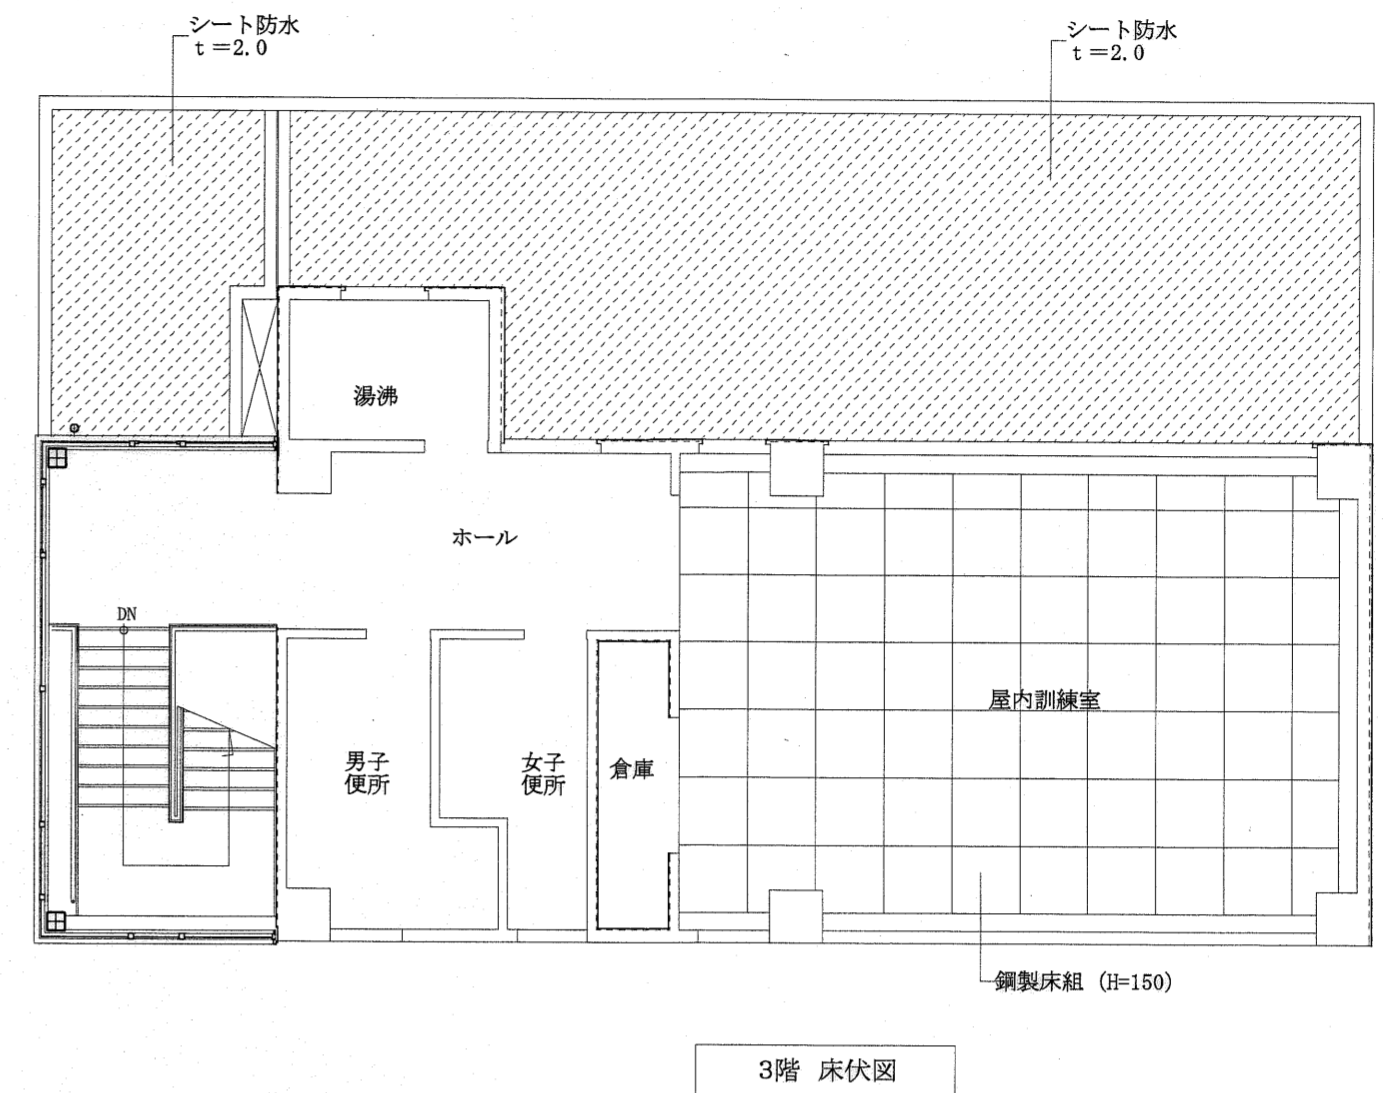 シート防水
t=2.0
シート防水
t=2.0
湯沸
ホール
DN
屋内訓練室
男子
便所
女子
便所
倉庫
鋼製床組 (H=150)
3階 床伏図